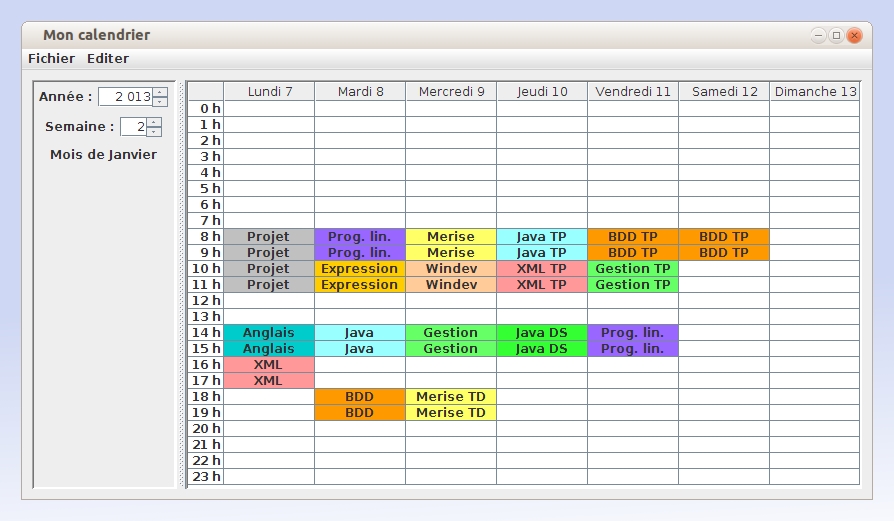 Mon calendrier
Fichier Editer
Année : 2 013
Semaine : 2
Mois de Janvier
Lundi 7 Mardi 8 Mercredi 9 Jeudi 10 Vendredi 11 Samedi 12 Dimanche 13
0 h
1 h
2 h
3 h
4 h
5 h
6 h
7 h
8 h Projet Prog. lin. Merise Java TP BDD TP BDD TP
9 h Projet Prog. lin. Merise Java TP BDD TP BDD TP
10 h Projet Expression Windev XML TP Gestion TP
11 h Projet Expression Windev XML TP Gestion TP
12 h
13 h
14 h Anglais Java Gestion Java DS Prog. lin.
15 h Anglais Java Gestion Java DS Prog. lin.
16 h XML
17 h XML
18 h BDD Merise TD
19 h BDD Merise TD
20 h
21 h
22 h
23 h